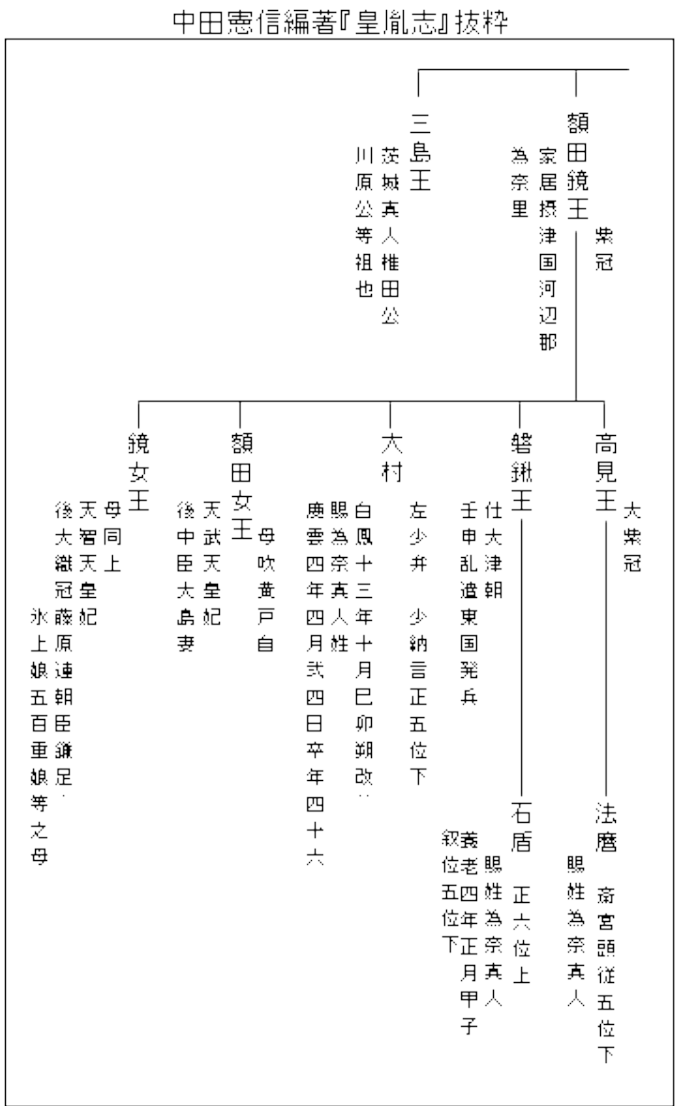 中田憲信編著『皇胤志』抜粋
額田鏡王
紫冠
家居摂津国河辺郡
為奈里
三島王
茨城真人椎田公
川原公等祖也
高見王
大紫冠
法麿
斎宮頭従五位下
賜姓為奈真人
磐鍬王
仕大津朝
壬申乱遣東国発兵
石盾
正六位上
賜姓為奈真人
養老四年正月甲子
叙位五位下
大村
左少弁 少納言正五位下
白鳳十三年十月己卯朔改
賜為奈真人姓
慶雲四年四月弐四日卒年四十六
額田女王
母吹黄戸自
天武天皇妃
後中臣大島妻
鏡女王
母同上
天智天皇妃
後大織冠藤原連朝臣鎌足
氷上娘五百重娘等之母